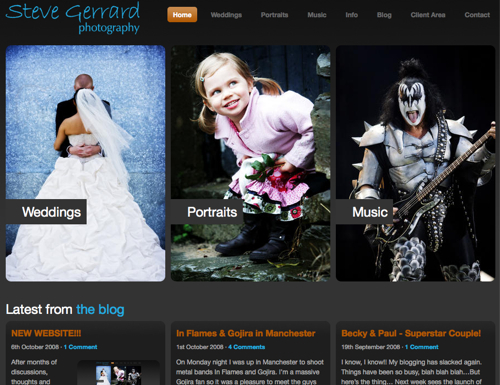 Steve Gerrard
photography
Home Weddings Portraits Music Info Blog Client Area Contact
Weddings Portraits Music
Latest from the blog
NEW WEBSITE!!!
6th October 2008 · 1 Comment
After months of
discussions,
thoughts and
In Flames & Gojira in Manchester
1st October 2008 · 4 Comments
On Monday night I was up in Manchester to shoot
metal bands In Flames and Gojira. I'm a massive
Gojira fan so it was a pleasure to meet the guys
Becky & Paul - Superstar Couple!
19th September 2008 · 1 Comment
I know, I know!! My blogging has slacked again.
Things have been so busy, blah blah blah…But
here's the thing… Next week sees the launch of